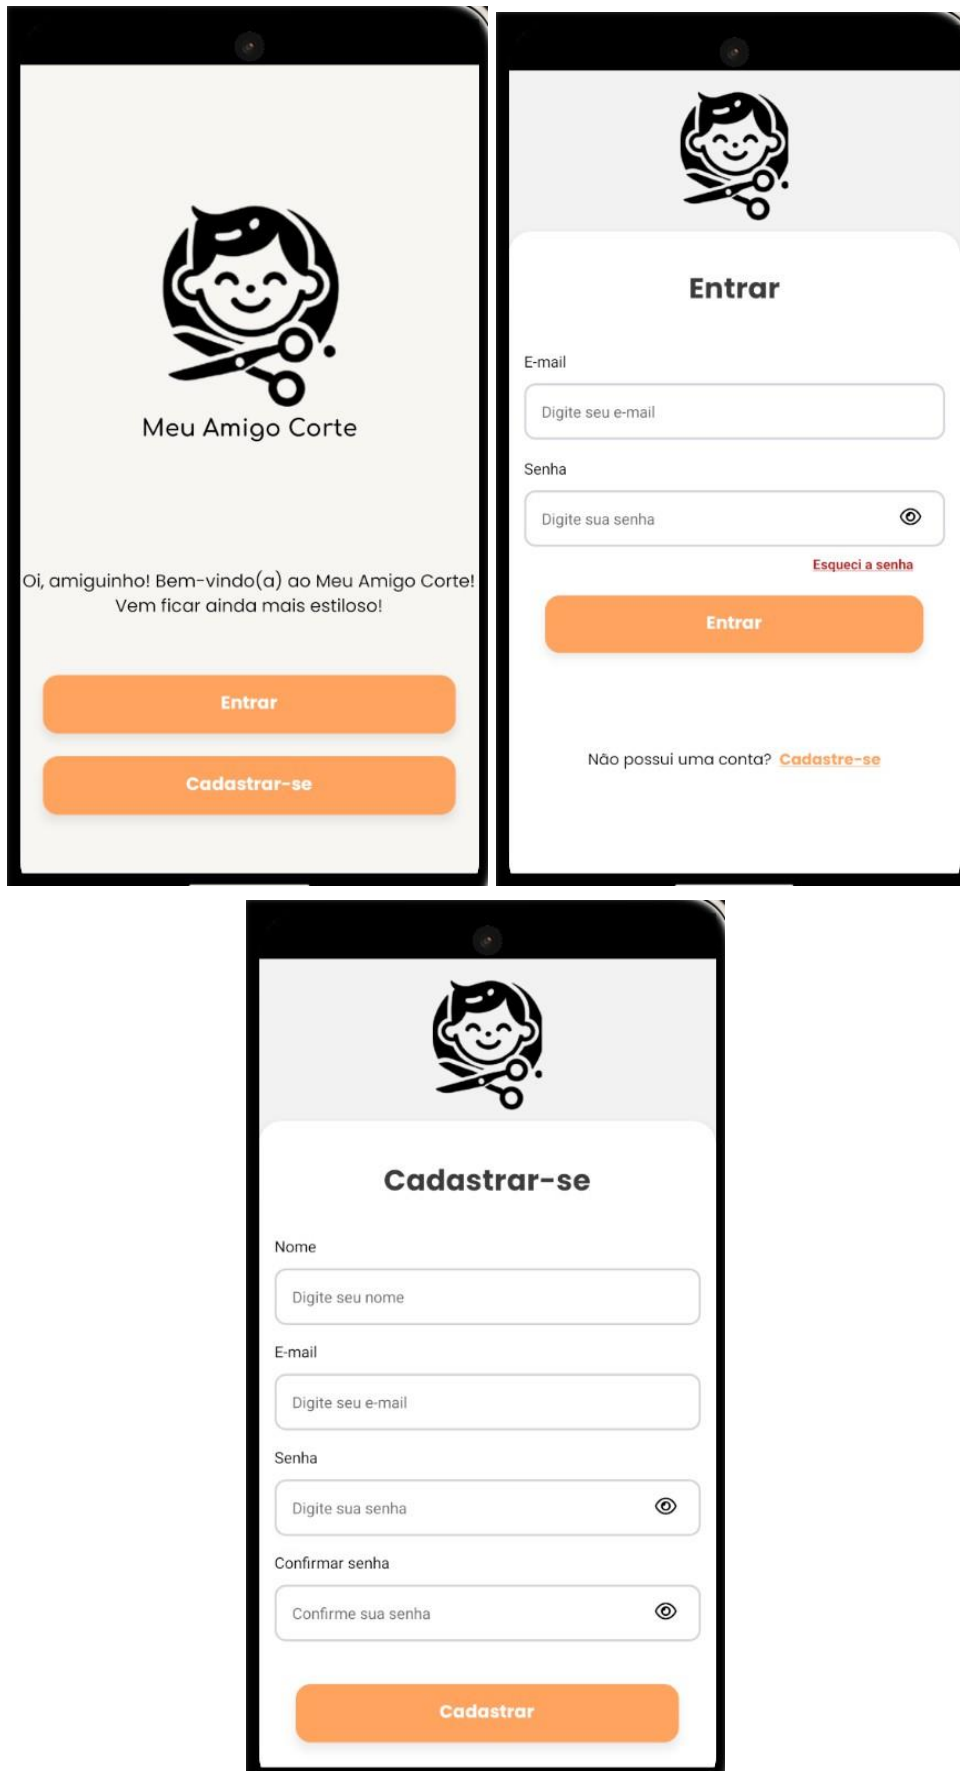 Meu Amigo Corte
Oi, amiguinho! Bem-vindo(a) ao Meu Amigo Corte!
Vem ficar ainda mais estiloso!
Entrar
Cadastrar-se
Entrar
E-mail
Digite seu e-mail
Senha
Digite sua senha
Esqueci a senha
Entrar
Não possui uma conta? Cadastre-se
Cadastrar-se
Nome
Digite seu nome
E-mail
Digite seu e-mail
Senha
Digite sua senha
Confirmar senha
Confirme sua senha
Cadastrar